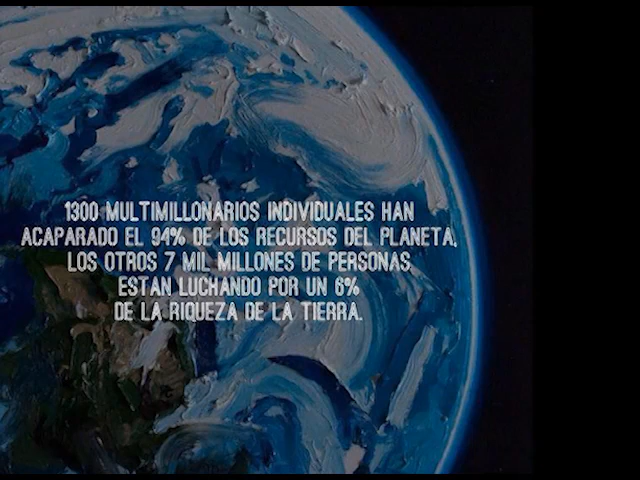 1300 MULTIMILLONARIOS INDIVIDUALES HAN
ACAPARADO EL 94% DE LOS RECURSOS DEL PLANETA,
LOS OTROS 7 MIL MILLONES DE PERSONAS
ESTAN LUCHANDO POR UN 6%
DE LA RIQUEZA DE LA TIERRA.